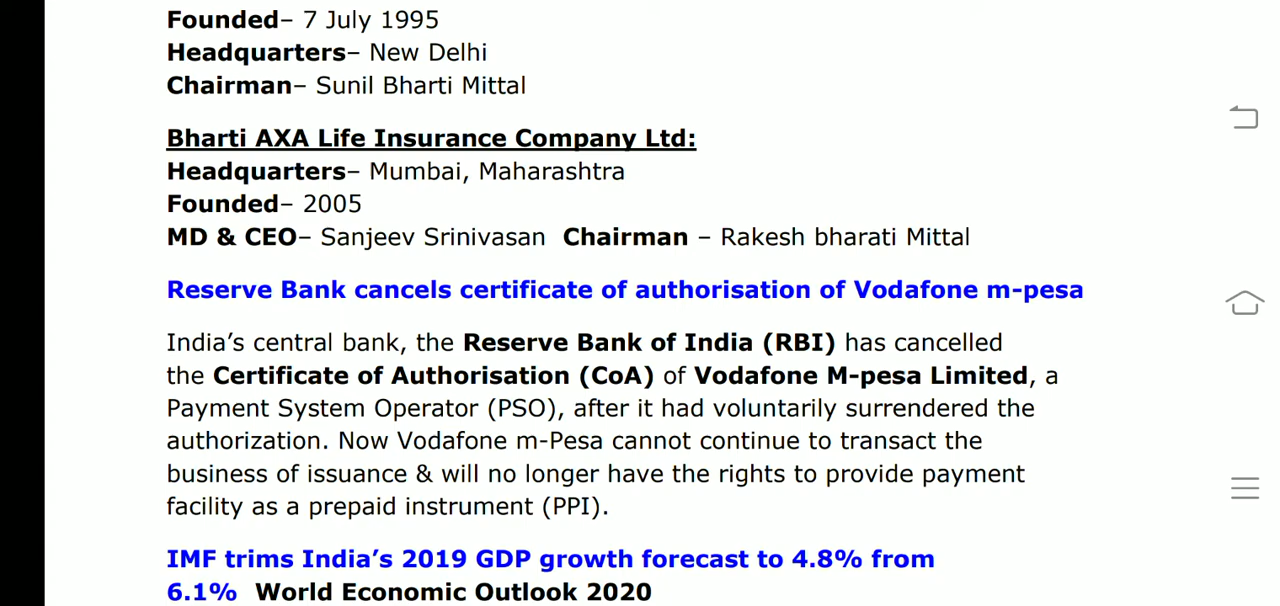 Founded– 7 July 1995
Headquarters– New Delhi
Chairman– Sunil Bharti Mittal
Bharti AXA Life Insurance Company Ltd:
Headquarters– Mumbai, Maharashtra
Founded– 2005
MD & CEO– Sanjeev Srinivasan  Chairman – Rakesh bharati Mittal
Reserve Bank cancels certificate of authorisation of Vodafone m-pesa
India’s central bank, the Reserve Bank of India (RBI) has cancelled
the Certificate of Authorisation (CoA) of Vodafone M-pesa Limited, a
Payment System Operator (PSO), after it had voluntarily surrendered the
authorization. Now Vodafone m-Pesa cannot continue to transact the
business of issuance & will no longer have the rights to provide payment
facility as a prepaid instrument (PPI).
IMF trims India’s 2019 GDP growth forecast to 4.8% from
6.1%  World Economic Outlook 2020